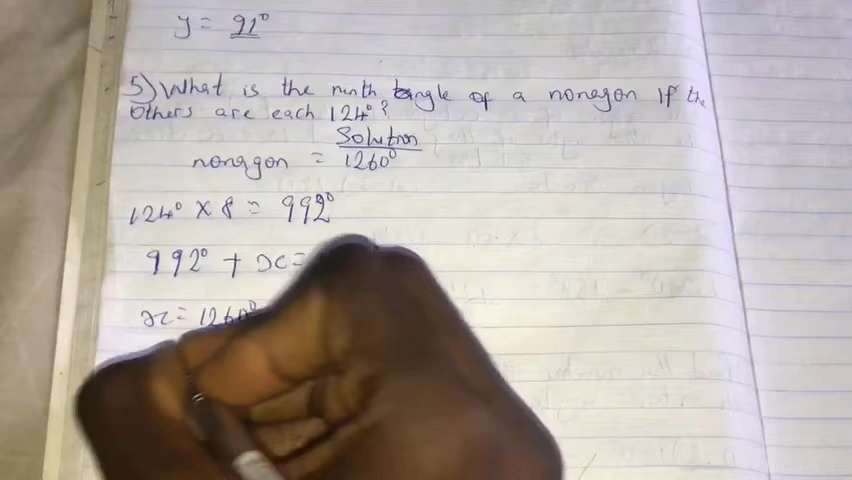 y = 91°
5) What is the ninth angle of a nonagon if the
others are each 124°?
Solution
nonagon = 1260°
124° × 8 = 992°
992° + x =
x = 1260°